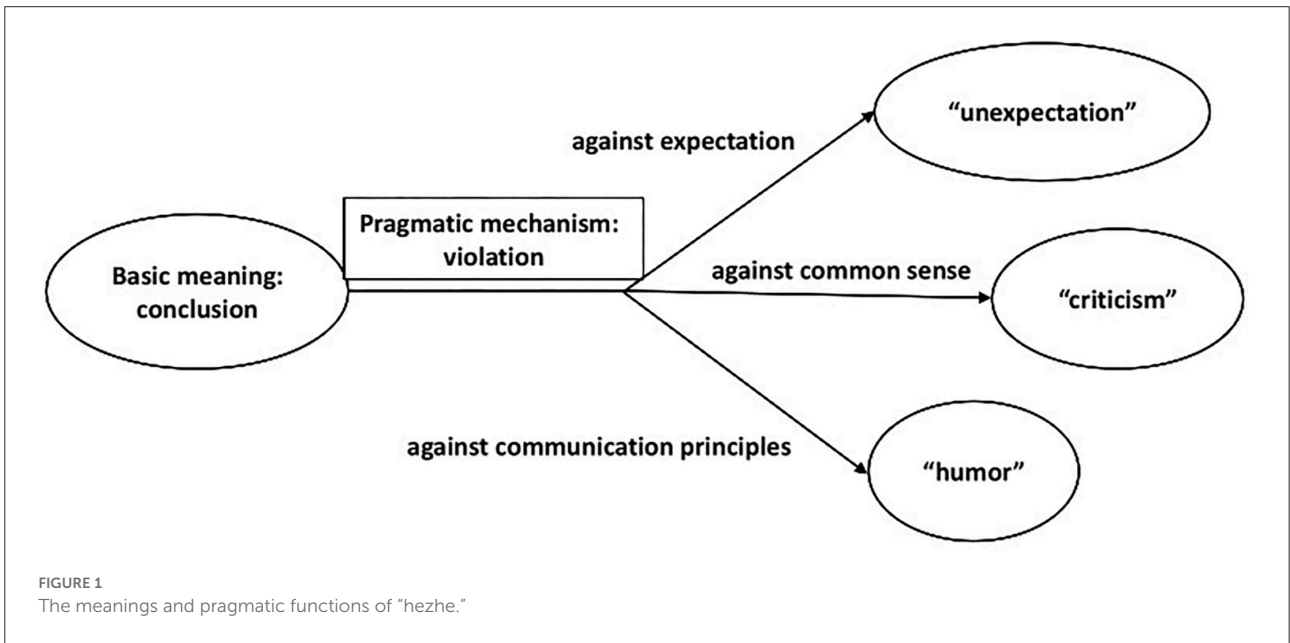 “unexpectation”
against expectation
Pragmatic mechanism:
violation
Basic meaning:
conclusion
against common sense
“criticism”
against communication principles
“humor”
FIGURE 1
The meanings and pragmatic functions of “hezhe.”